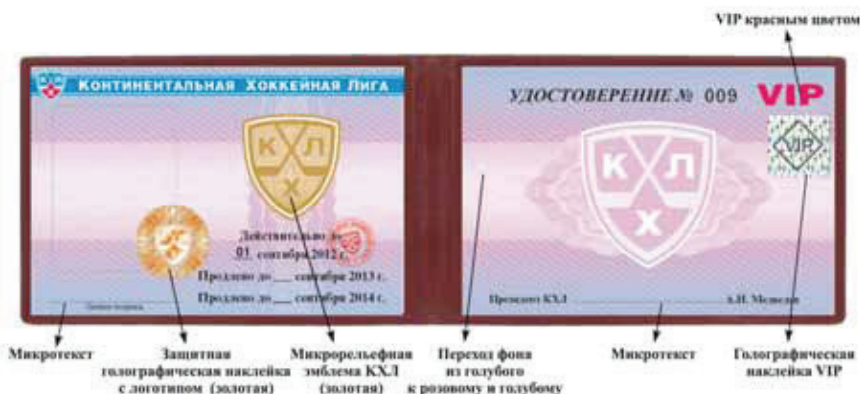 VIP красным цветом
КОНТИНЕНТАЛЬНАЯ ХОККЕЙНАЯ ЛИГА
К Л
Х
Действительно до
01 сентября 2012 г.
Продлено до ___ сентября 2013 г.
Продлено до ___ сентября 2014 г.
УДОСТОВЕРЕНИЕ № 009 VIP
VIP
К Л
Х
Президент КХЛ А.И. Медведев
Микротекст
Защитная
голографическая наклейка
с логотипом (золотая)
Микрорельефная
эмблема КХЛ
(золотая)
Переход фона
из голубого
к розовому и голубому
Микротекст
Голографическая
наклейка VIP